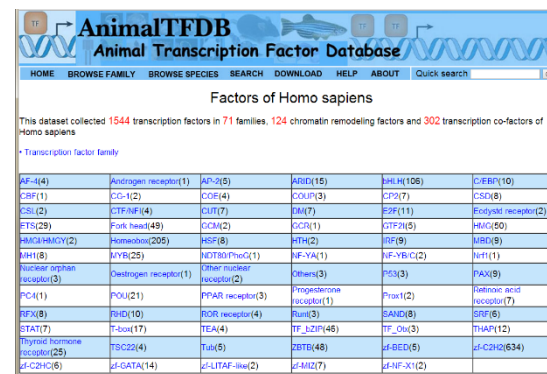 TF
TF
AnimalTFDB
Animal Transcription Factor Database
HOME BROWSE FAMILY BROWSE SPECIES SEARCH DOWNLOAD HELP ABOUT Quick search
Factors of Homo sapiens
This dataset collected 1544 transcription factors in 71 families, 124 chromatin remodeling factors and 302 transcription co-factors of
Homo sapiens
• Transcription factor family
AF-4(4) Androgen receptor(1) AP-2(5) ARID(15) bHLH(106) C/EBP(10)
CBF(1) CG-1(2) COE(4) COUP(3) CP2(7) CSD(8)
CSL(2) CTF/NFI(4) CUT(7) DM(7) E2F(11) Ecdystd receptor(2)
ETS(29) Fork head(49) GCM(2) GCR(1) GTF2I(5) HMG(50)
HMGI/HMGY(2) Homeobox(205) HSF(8) HTH(2) IRF(9) MBD(9)
MH1(8) MYB(25) NDT80/PhoG(1) NF-YA(1) NF-YB/C(2) Nrf1(1)
Nuclear orphan receptor(3) Oestrogen receptor(1) Other nuclear receptor(2) Others(3) P53(3) PAX(9)
PC4(1) POU(21) PPAR receptor(3) Progesterone receptor(1) Prox1(2) Retinoic acid receptor(7)
RFX(8) RHD(10) ROR receptor(4) Runt(3) SAND(8) SRF(6)
STAT(7) T-box(17) TEA(4) TF_bZIP(46) TF_Otx(3) THAP(12)
Thyroid hormone receptor(25) TSC22(4) Tub(5) ZBTB(48) zf-BED(5) zf-C2H2(634)
zf-C2HC(6) zf-GATA(14) zf-LITAF-like(2) zf-MIZ(7) zf-NF-X1(2)